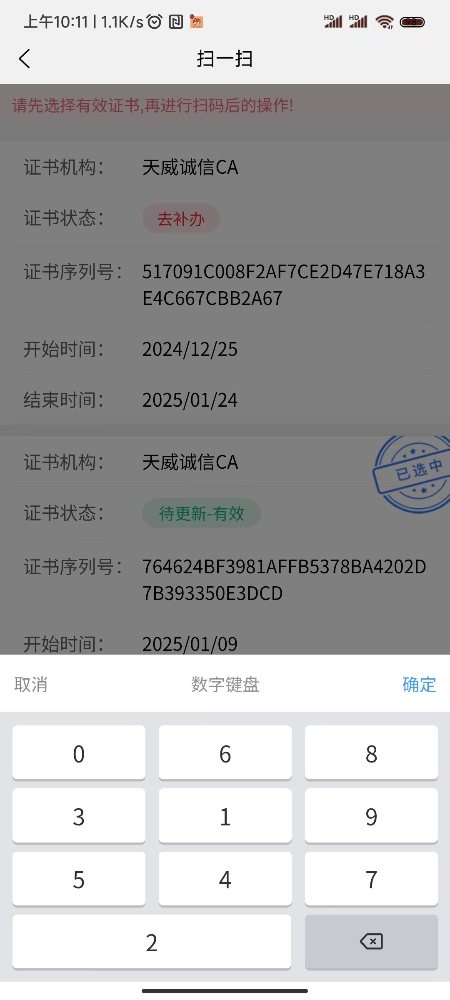 上午10:11 | 1.1K/s
HD HD 98
扫一扫
请先选择有效证书,再进行扫码后的操作!
证书机构： 天威诚信CA
证书状态： 去补办
证书序列号： 517091C008F2AF7CE2D47E718A3
E4C667CBB2A67
开始时间： 2024/12/25
结束时间： 2025/01/24
证书机构： 天威诚信CA
已选中
证书状态： 待更新-有效
证书序列号： 764624BF3981AFFB5378BA4202D
7B393350E3DCD
开始时间： 2025/01/09
取消 数字键盘 确定
0 6 8
3 1 9
5 4 7
2